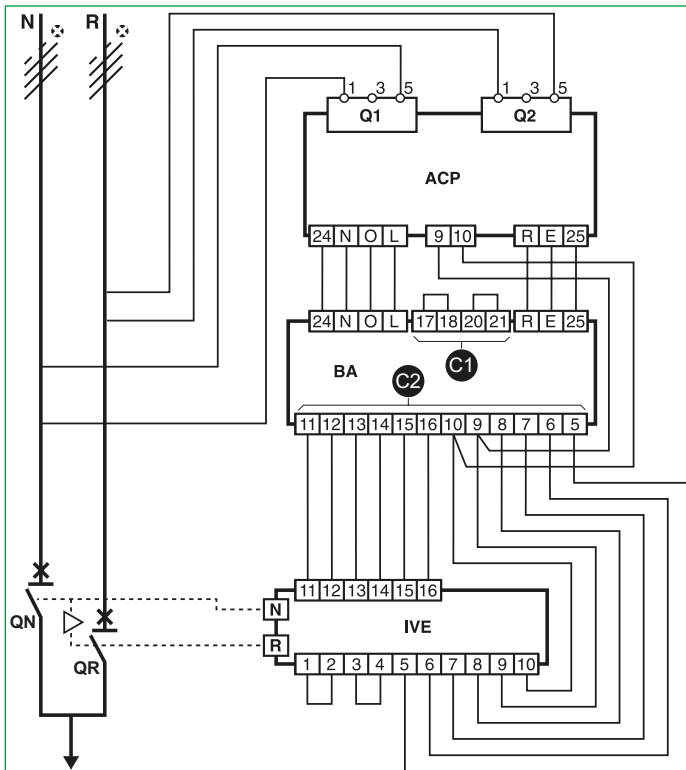 N R
1 3 5 1 3 5
Q1 Q2
ACP
24 N O L 9 10 R E 25
24 N O L 17 18 20 21 R E 25
BA C1
C2
11 12 13 14 15 16 10 9 8 7 6 5
11 12 13 14 15 16
N
QN IVE
R
QR
1 2 3 4 5 6 7 8 9 10